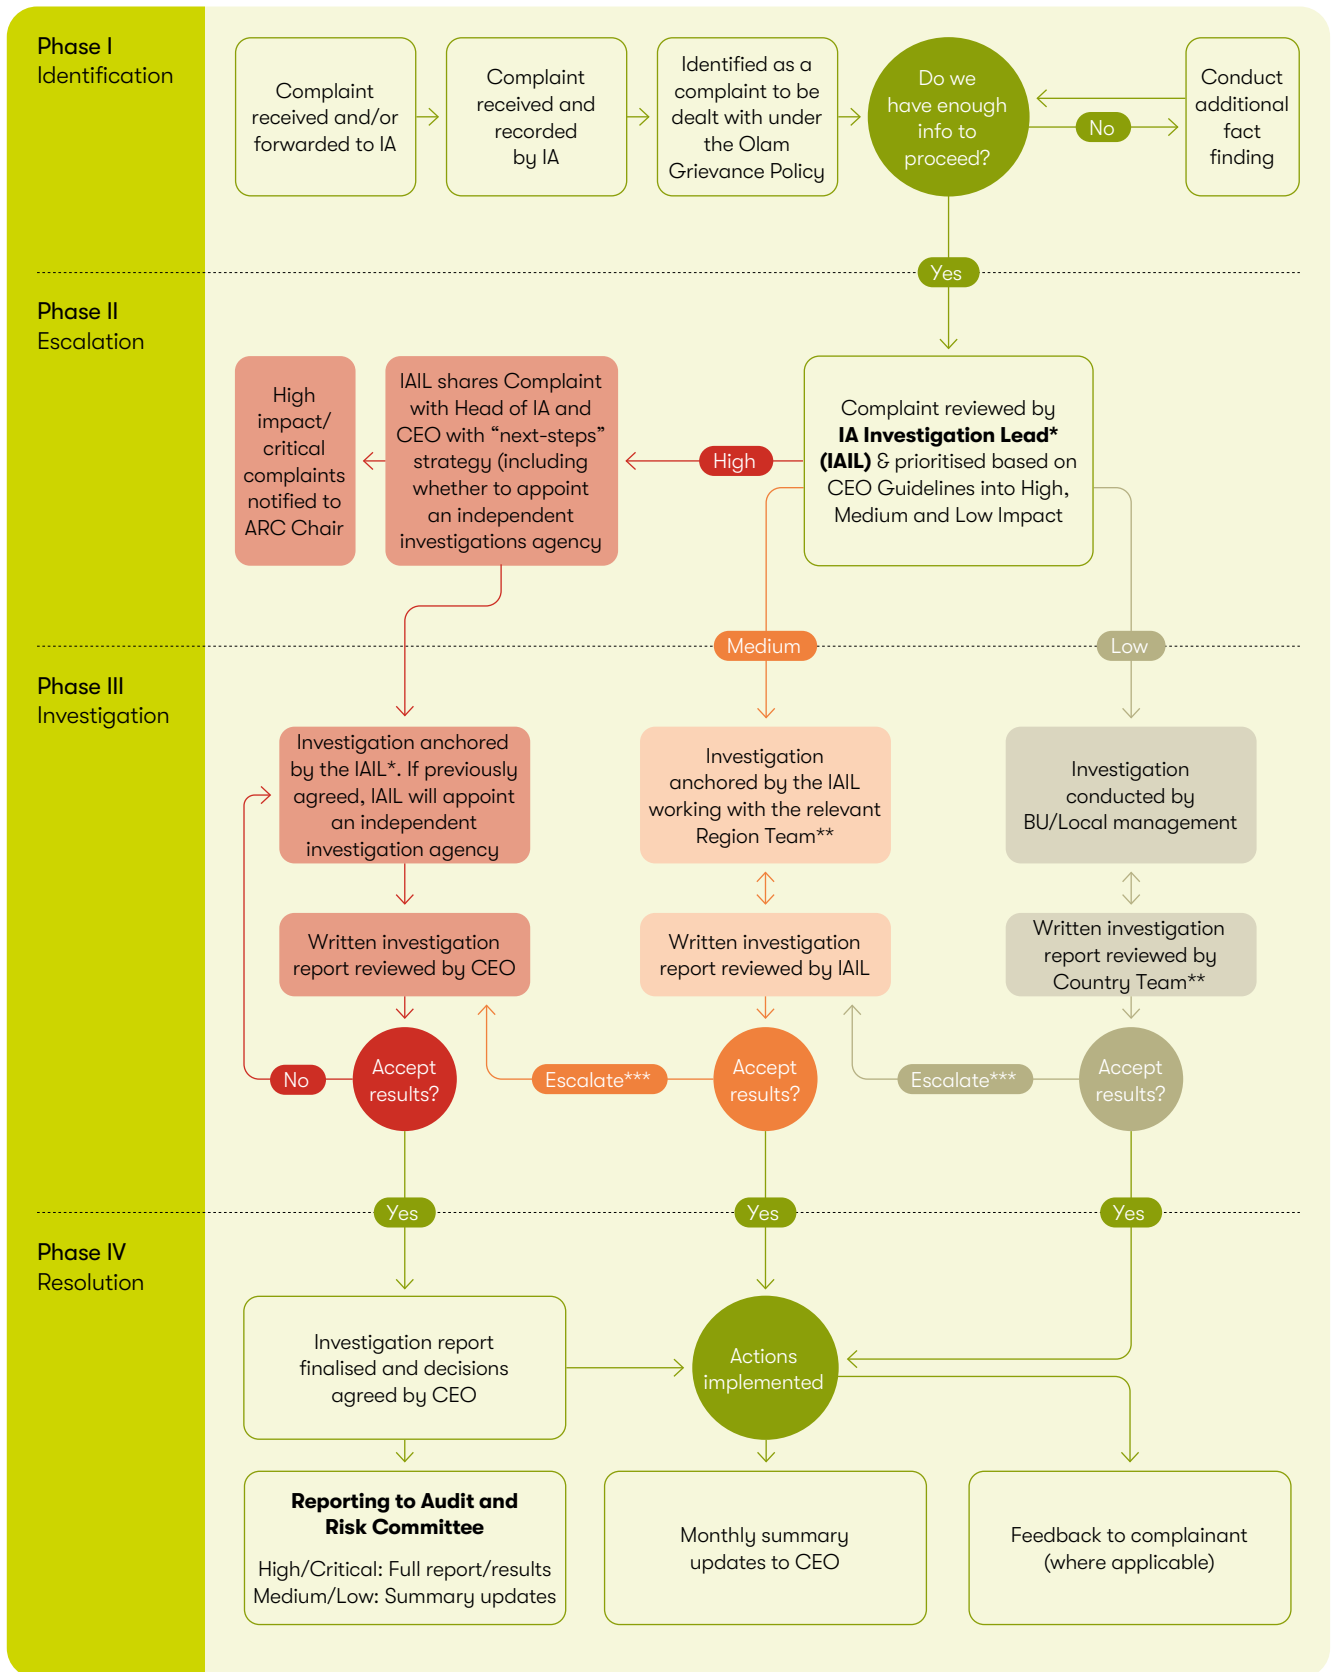 Phase I
Identification
Complaint
received and/or
forwarded to IA
Complaint
received and
recorded
by IA
Identified as a
complaint to be
dealt with under
the Olam
Grievance Policy
Do we
have enough
info to
proceed?
No
Conduct
additional
fact
finding
Yes
Phase II
Escalation
High
impact/
critical
complaints
notified to
ARC Chair
IAIL shares Complaint
with Head of IA and
CEO with “next-steps”
strategy (including
whether to appoint
an independent
investigations agency
High
Complaint reviewed by
IA Investigation Lead*
(IAIL) & prioritised based on
CEO Guidelines into High,
Medium and Low Impact
Medium
Low
Phase III
Investigation
Investigation anchored
by the IAIL*. If previously
agreed, IAIL will appoint
an independent
investigation agency
Investigation
anchored by the IAIL
working with the relevant
Region Team**
Investigation
conducted by
BU/Local management
Written investigation
report reviewed by CEO
Written investigation
report reviewed by IAIL
Written investigation
report reviewed by
Country Team**
No
Accept
results?
Escalate***
Accept
results?
Escalate***
Accept
results?
Yes
Yes
Yes
Phase IV
Resolution
Investigation report
finalised and decisions
agreed by CEO
Actions
implemented
Reporting to Audit and
Risk Committee
High/Critical: Full report/results
Medium/Low: Summary updates
Monthly summary
updates to CEO
Feedback to complainant
(where applicable)